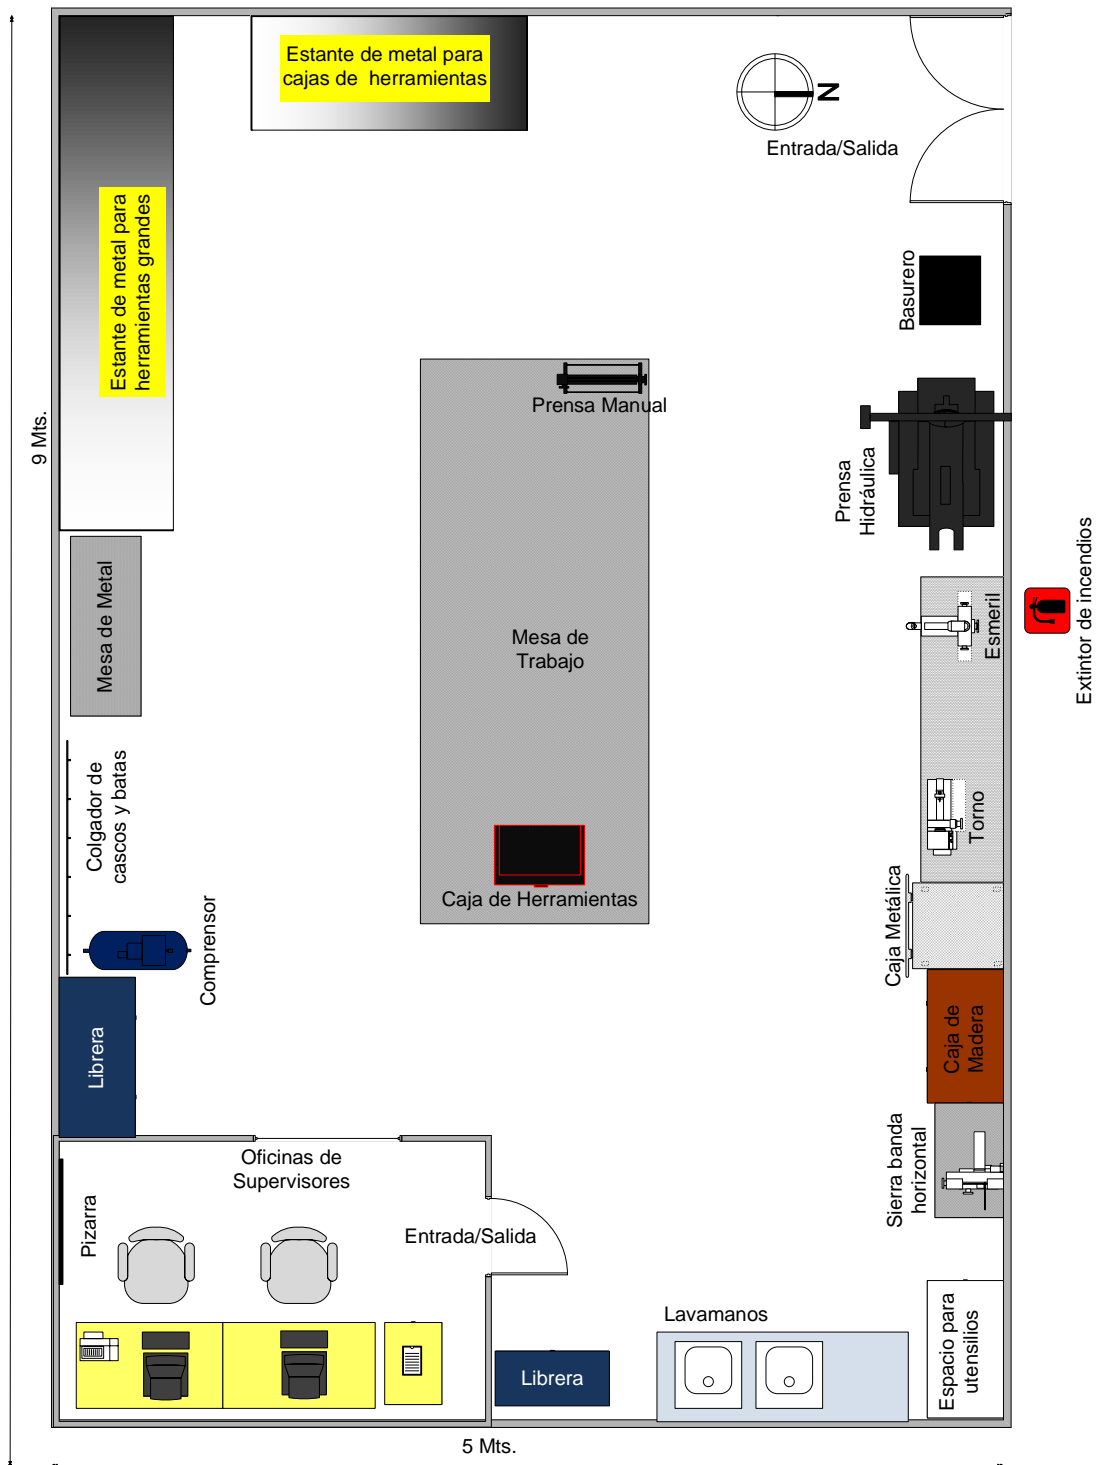 Estante de metal para
cajas de herramientas
N
Entrada/Salida
Estante de metal para
herramientas grandes
Basurero
Prensa Manual
9 Mts.
Prensa
Hidráulica
Extintor de incendios
Mesa de Metal
Esmeril
Mesa de
Trabajo
Colgador de
cascos y batas
Torno
Caja de Herramientas
Caja Metálica
Comprensor
Librera
Caja de
Madera
Oficinas de
Supervisores
Sierra banda
horizontal
Pizarra
Entrada/Salida
Lavamanos
Espacio para
utensilios
Librera
5 Mts.